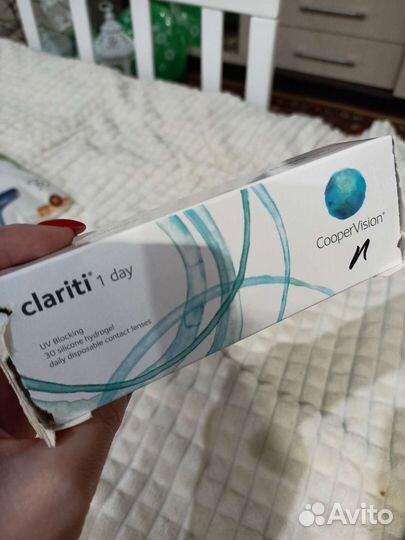 clariti® 1 day
UV Blocking
30 silicone hydrogel
daily disposable contact lenses
CooperVision®
n
Avito